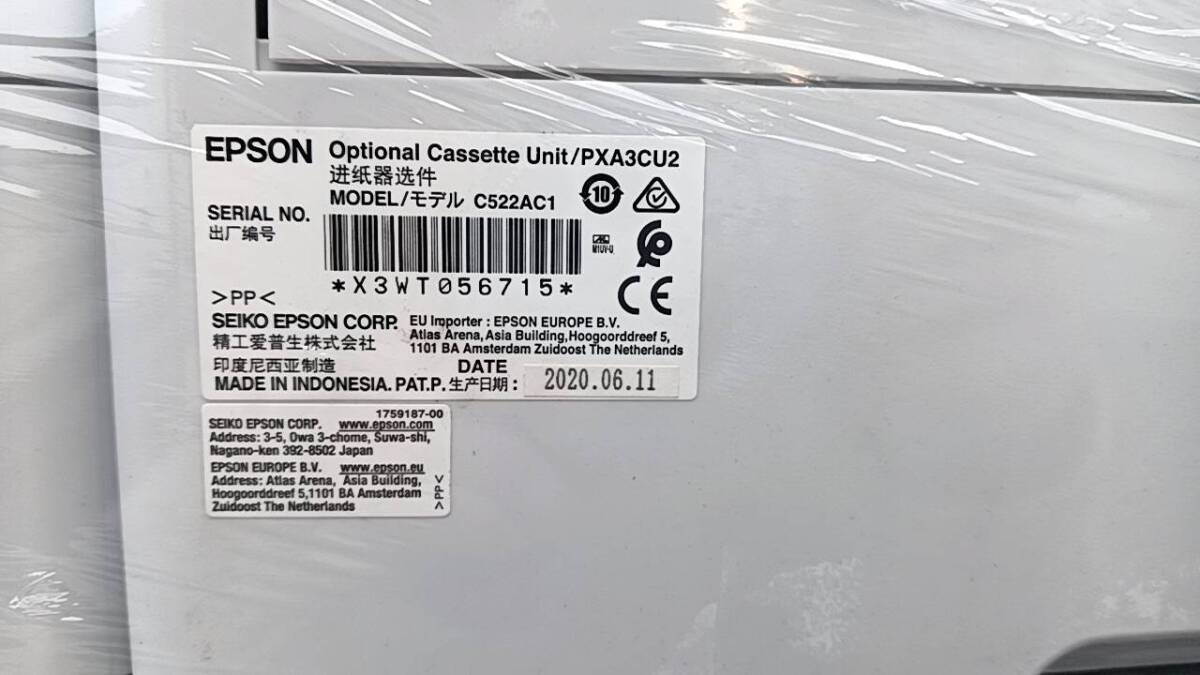 EPSON Optional Cassette Unit/PXA3CU2
进纸器选件
MODEL/モデル C522AC1
10
SERIAL NO.
出厂编号
M1UV-U
*X3WT056715*
CE
>PP<
SEIKO EPSON CORP.
精工爱普生株式会社
EU Importer : EPSON EUROPE B.V.
Atlas Arena,Asia Building,Hoogoorddreef 5,
1101 BA Amsterdam Zuidoost The Netherlands
印度尼西亚制造
MADE IN INDONESIA. PAT.P.
DATE
生产日期 : 2020.06.11
1759187-00
SEIKO EPSON CORP. www.epson.com
Address: 3-5, Owa 3-chome, Suwa-shi,
Nagano-ken 392-8502 Japan
EPSON EUROPE B.V. www.epson.eu
Address: Atlas Arena, Asia Building,
Hoogoorddreef 5,1101 BA Amsterdam
Zuidoost The Netherlands
>PP<